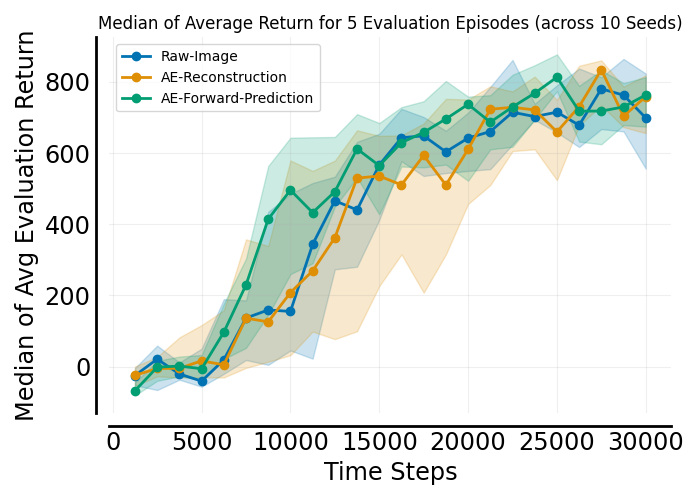 Median of Average Return for 5 Evaluation Episodes (across 10 Seeds)
Raw-Image
AE-Reconstruction
AE-Forward-Prediction
Median of Avg Evaluation Return
800
600
400
200
0
0 5000 10000 15000 20000 25000 30000
Time Steps